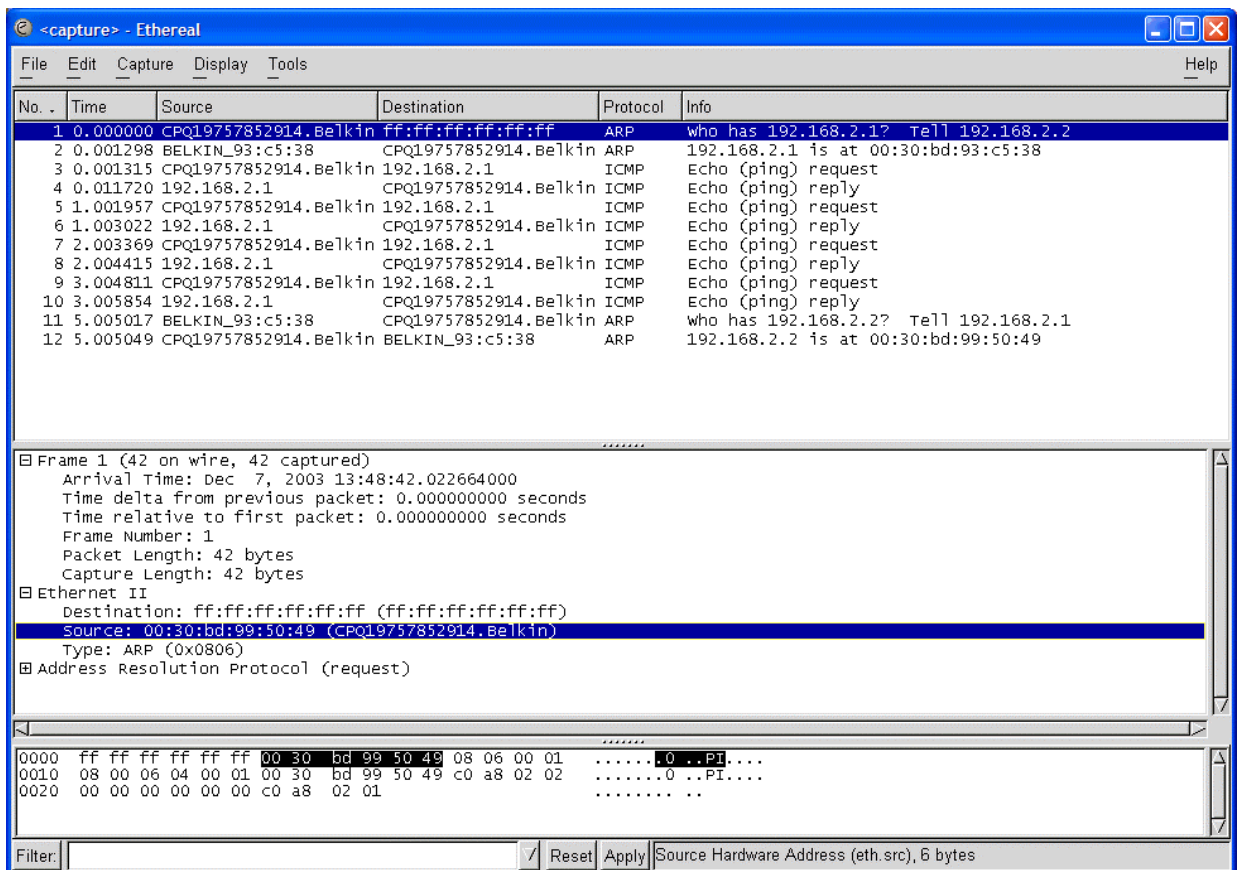 <capture> - Ethereal
File Edit Capture Display Tools Help
No. . Time Source Destination Protocol Info
1 0.000000 CPQ19757852914.Belkin ff:ff:ff:ff:ff:ff ARP Who has 192.168.2.1? Tell 192.168.2.2
2 0.001298 BELKIN_93:c5:38 CPQ19757852914.Belkin ARP 192.168.2.1 is at 00:30:bd:93:c5:38
3 0.001315 CPQ19757852914.Belkin 192.168.2.1 ICMP Echo (ping) request
4 0.011720 192.168.2.1 CPQ19757852914.Belkin ICMP Echo (ping) reply
5 1.001957 CPQ19757852914.Belkin 192.168.2.1 ICMP Echo (ping) request
6 1.003022 192.168.2.1 CPQ19757852914.Belkin ICMP Echo (ping) reply
7 2.003369 CPQ19757852914.Belkin 192.168.2.1 ICMP Echo (ping) request
8 2.004415 192.168.2.1 CPQ19757852914.Belkin ICMP Echo (ping) reply
9 3.004811 CPQ19757852914.Belkin 192.168.2.1 ICMP Echo (ping) request
10 3.005854 192.168.2.1 CPQ19757852914.Belkin ICMP Echo (ping) reply
11 5.005017 BELKIN_93:c5:38 CPQ19757852914.Belkin ARP Who has 192.168.2.2? Tell 192.168.2.1
12 5.005049 CPQ19757852914.Belkin BELKIN_93:c5:38 ARP 192.168.2.2 is at 00:30:bd:99:50:49
Frame 1 (42 on wire, 42 captured)
Arrival Time: Dec 7, 2003 13:48:42.022664000
Time delta from previous packet: 0.000000000 seconds
Time relative to first packet: 0.000000000 seconds
Frame Number: 1
Packet Length: 42 bytes
Capture Length: 42 bytes
Ethernet II
Destination: ff:ff:ff:ff:ff:ff (ff:ff:ff:ff:ff:ff)
Source: 00:30:bd:99:50:49 (CPQ19757852914.Belkin)
Type: ARP (0x0806)
Address Resolution Protocol (request)
0000 ff ff ff ff ff ff 00 30 bd 99 50 49 08 06 00 01 .......0 ..PI....
0010 08 00 06 04 00 01 00 30 bd 99 50 49 c0 a8 02 02 .......0 ..PI....
0020 00 00 00 00 00 00 c0 a8 02 01 ........ ..
Filter: Reset Apply Source Hardware Address (eth.src), 6 bytes